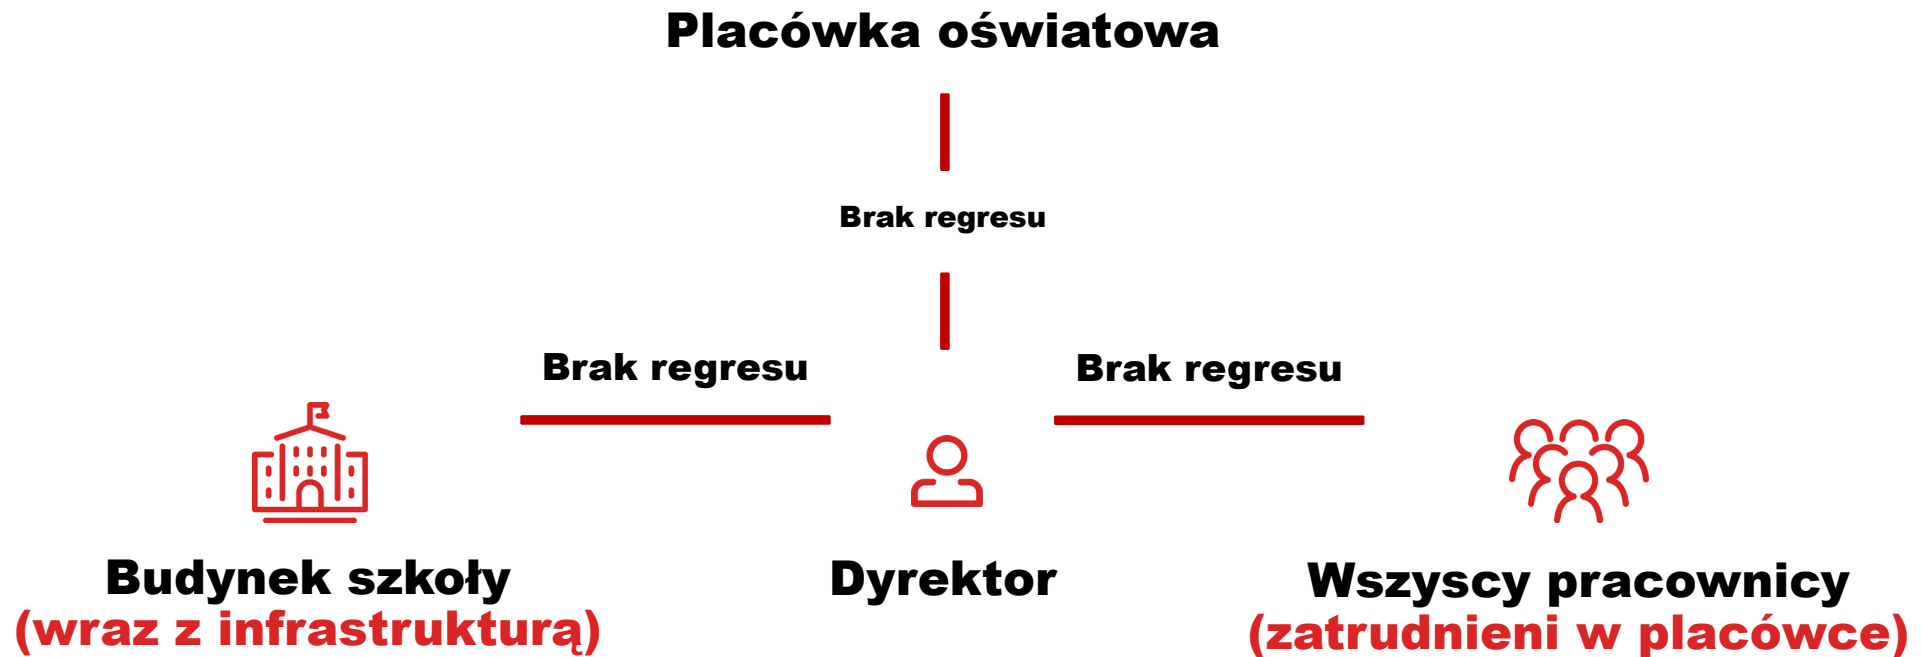 Placówka oświatowa
Brak regresu
Brak regresu
Brak regresu
Budynek szkoły
(wraz z infrastrukturą)
Dyrektor
Wszyscy pracownicy
(zatrudnieni w placówce)